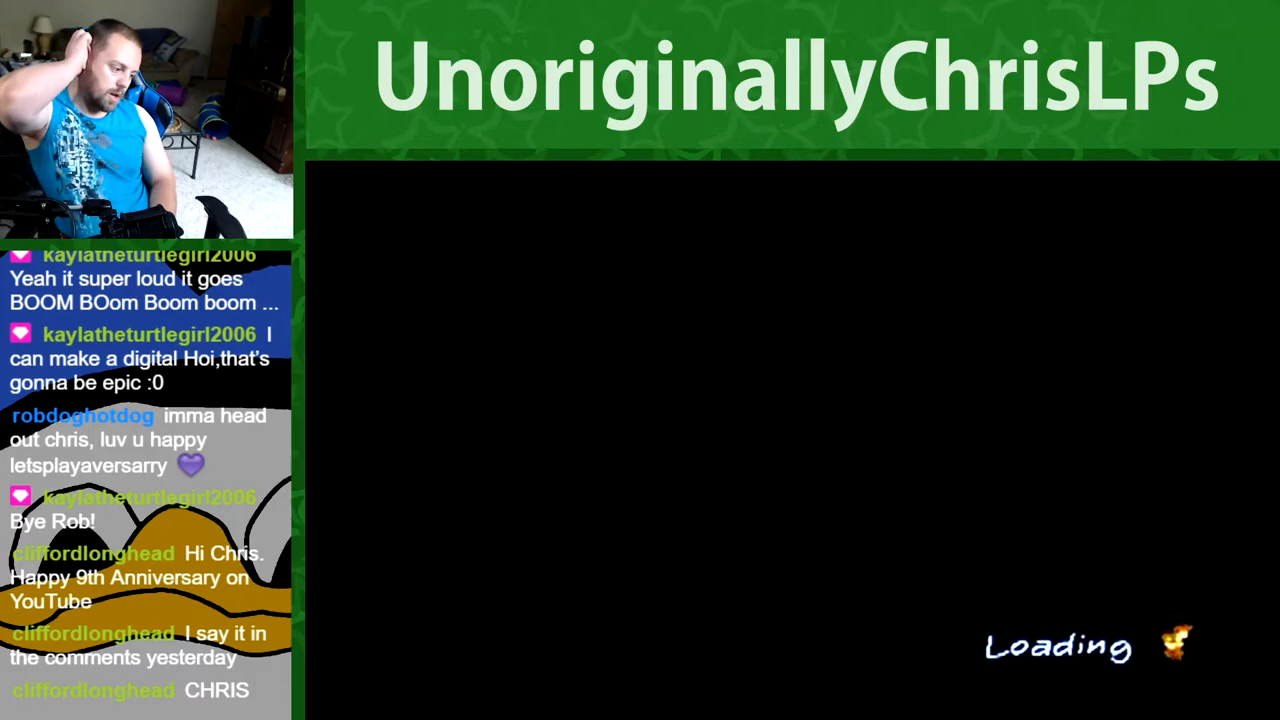 UnoriginallyChrisLPs
kaylatheturtlegirl2006
Yeah it super loud it goes
BOOM BOom Boom boom ...
kaylatheturtlegirl2006 I
can make a digital Hoi,that's
gonna be epic :0
robdoghotdog imma head
out chris, luv u happy
letsplayaversarry 💜
kaylatheturtlegirl2006
Bye Rob!
cliffordlonghead Hi Chris.
Happy 9th Anniversary on
YouTube
cliffordlonghead I say it in
the comments yesterday
cliffordlonghead CHRIS
Loading